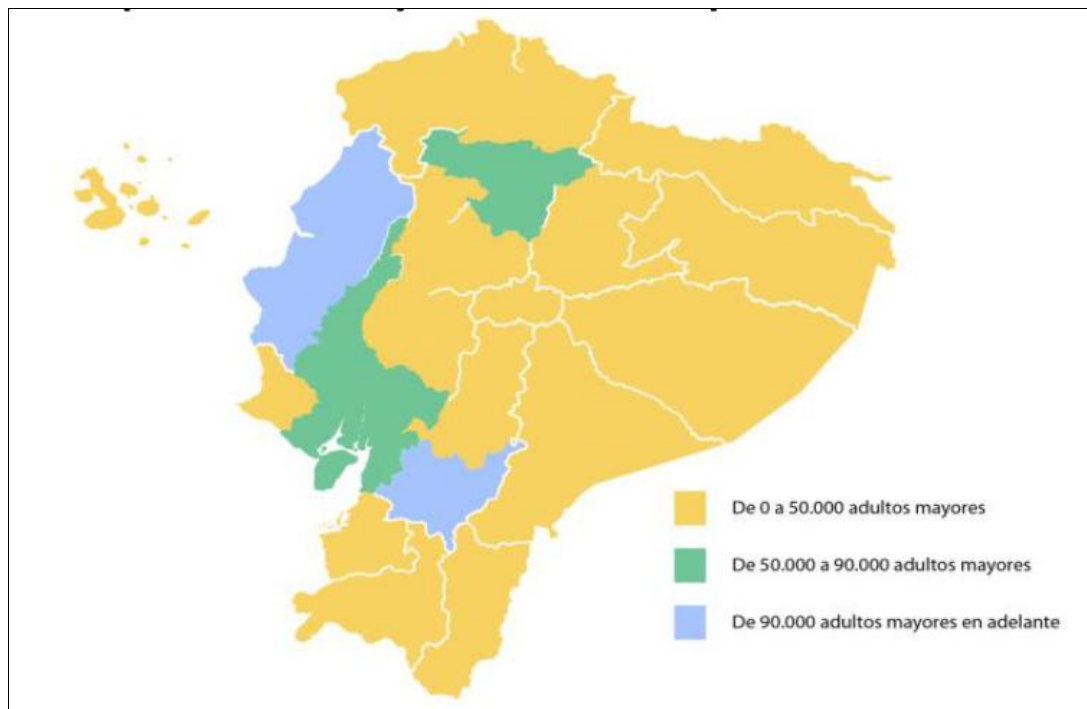 De 0 a 50.000 adultos mayores
De 50.000 a 90.000 adultos mayores
De 90.000 adultos mayores en adelante